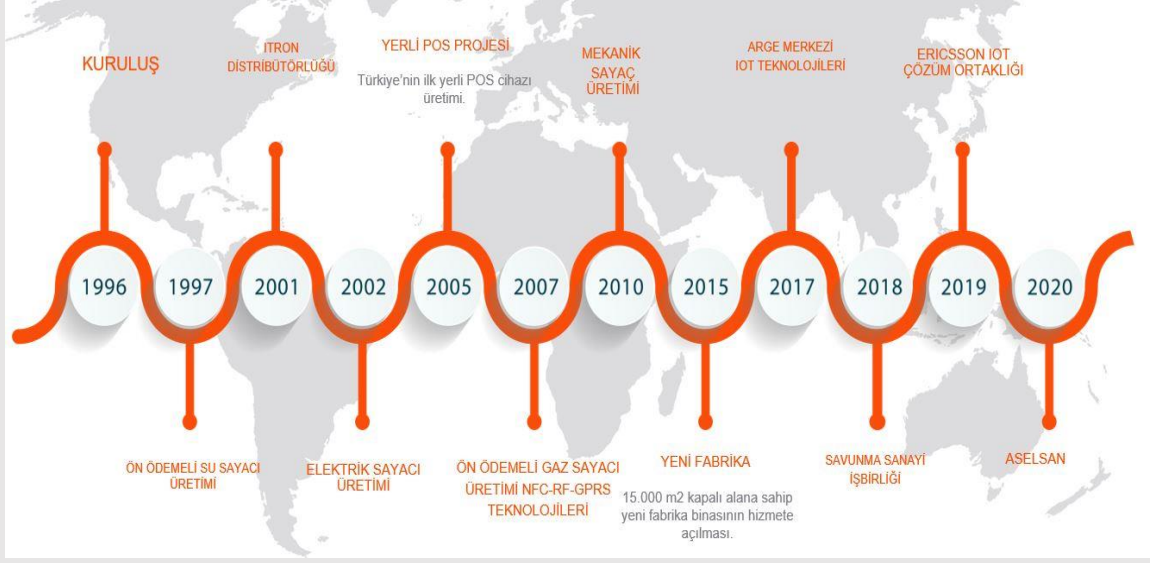 KURULUŞ
ITRON
DİSTRİBÜTÖRLÜĞÜ
YERLİ POS PROJESİ
Türkiye'nin ilk yerli POS cihazı
üretimi.
MEKANİK
SAYAÇ
ÜRETİMİ
ARGE MERKEZİ
IOT TEKNOLOJİLERİ
ERICSSON IOT
ÇÖZÜM ORTAKLIĞI
1996
1997
2001
2002
2005
2007
2010
2015
2017
2018
2019
2020
ÖN ÖDEMELİ SU SAYACI
ÜRETİMİ
ELEKTRİK SAYACI
ÜRETİMİ
ÖN ÖDEMELİ GAZ SAYACI
ÜRETİMİ NFC-RF-GPRS
TEKNOLOJİLERİ
YENİ FABRİKA
15.000 m2 kapalı alana sahip
yeni fabrika binasının hizmete
açılması.
SAVUNMA SANAYİ
İŞBİRLİĞİ
ASELSAN